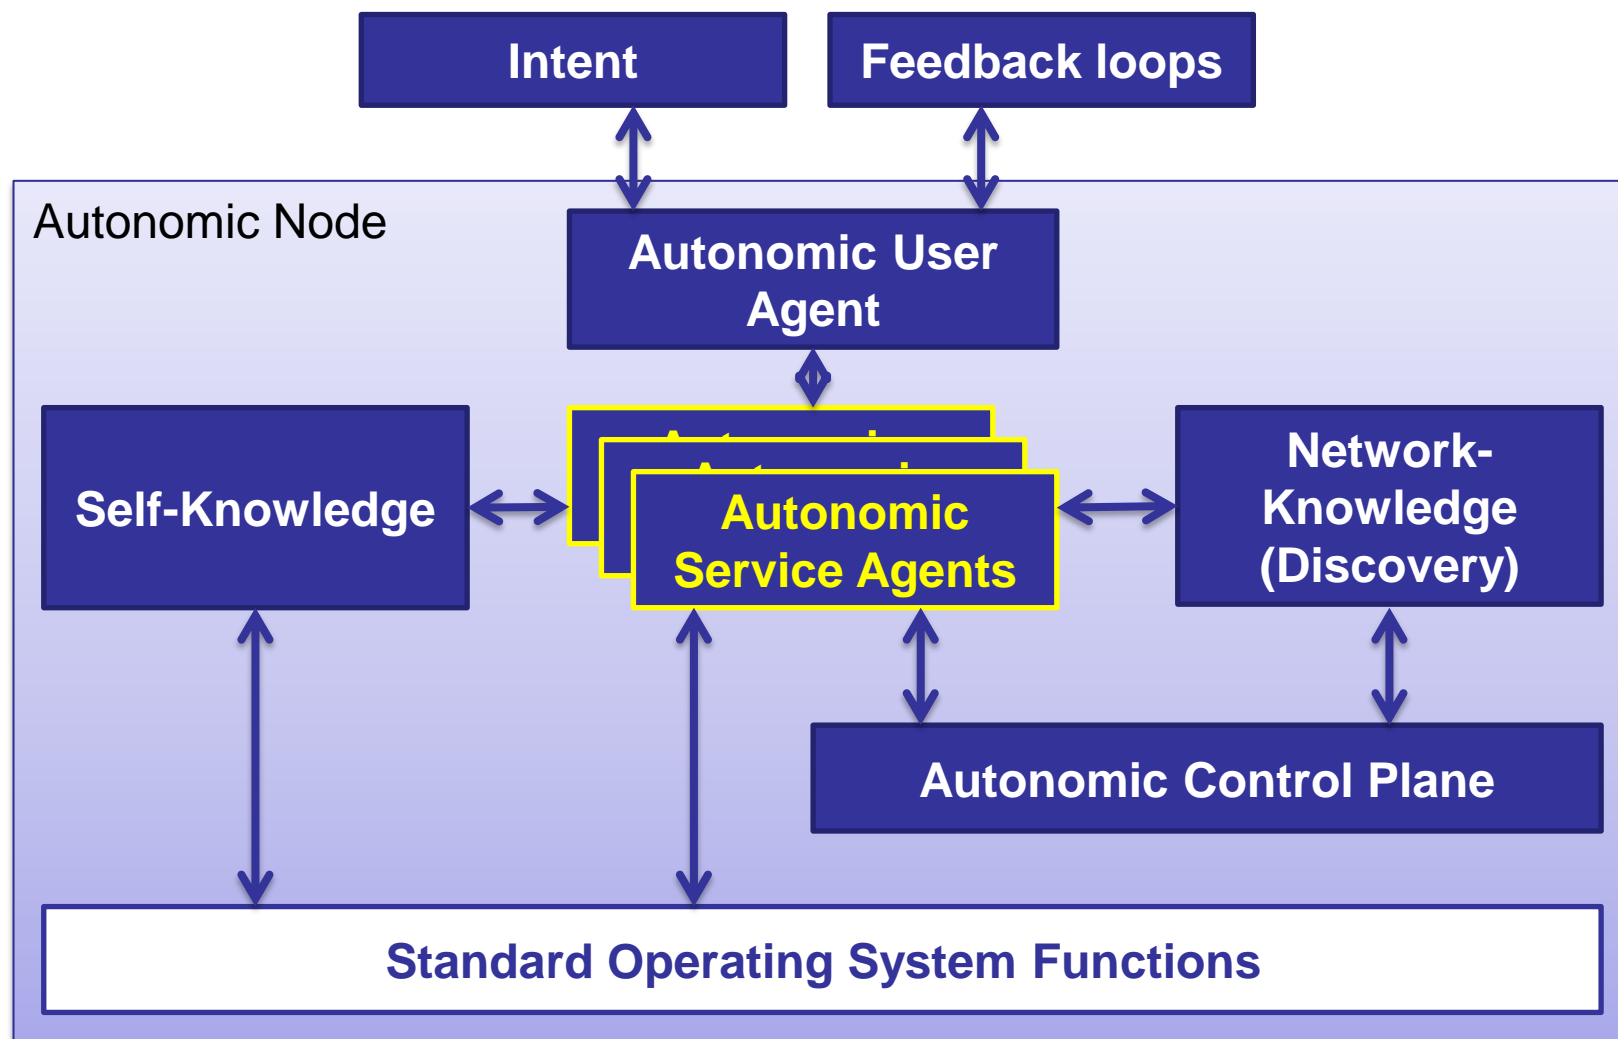 Intent
Feedback loops
Autonomic Node
Autonomic User
Agent
Self-Knowledge
Autonomic
Service Agents
Network-
Knowledge
(Discovery)
Autonomic Control Plane
Standard Operating System Functions